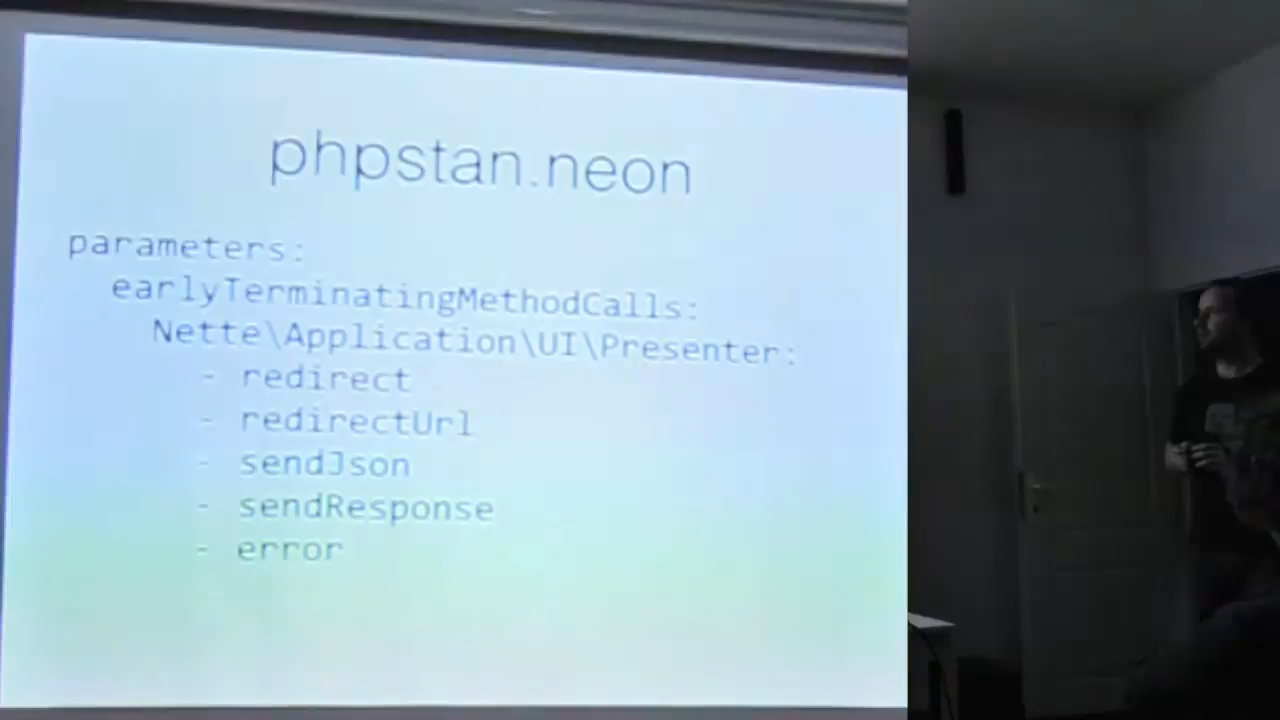 phpstan.neon
parameters:
earlyTerminatingMethodCalls:
Nette\Application\UI\Presenter:
- redirect
- redirectUrl
- sendJson
- sendResponse
- error